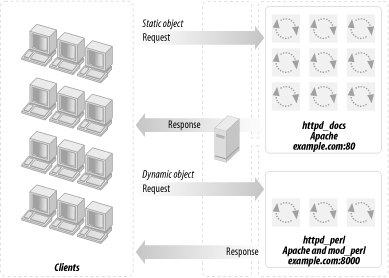 Static object
Request
Response
httpd_docs
Apache
example.com:80
Dynamic object
Request
Response
httpd_perl
Apache and mod_perl
example.com:8000
Clients